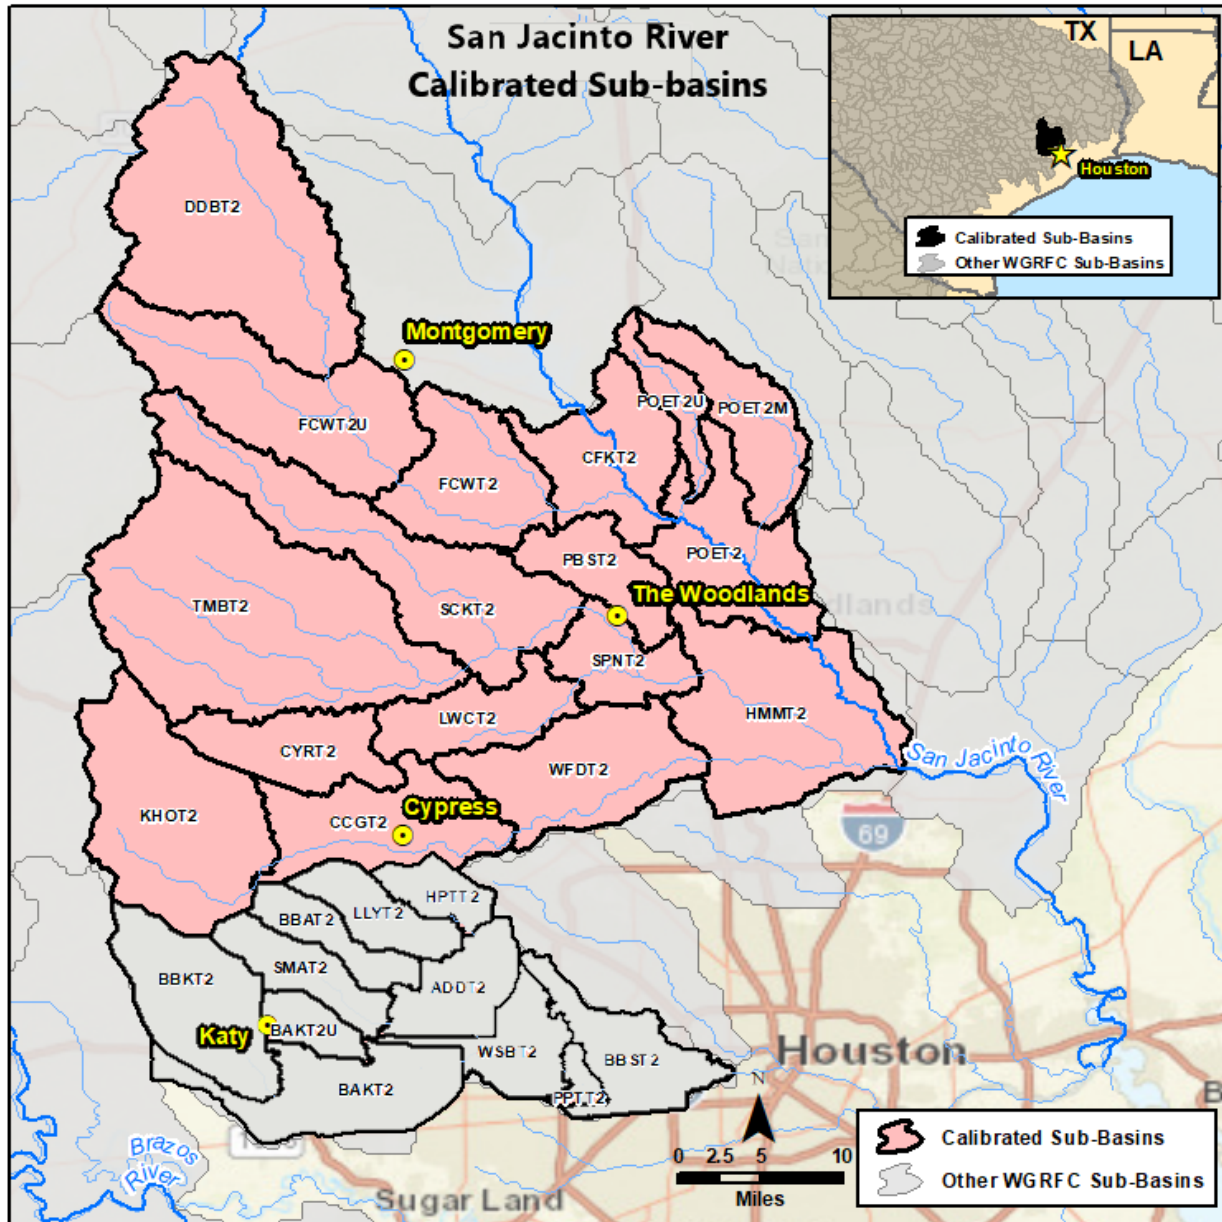 San Jacinto River
Calibrated Sub-basins
TX
LA
Houston
Calibrated Sub-Basins
Other WGRFC Sub-Basins
DDBT2
Montgomery
FCWT2U
POET2U
POET2M
CFKT2
FCWT2
PBST2
POET2
The Woodlands
TMBT2
SCKT2
SPNT2
LWCT2
HMMT2
CYRT2
WFDT2
San Jacinto River
KHOT2
CCGT2
Cypress
69
HPTT2
LLYT2
BBAT2
SMAT2
BBKT2
ADDT2
Katy
BAKT2U
WSBT2
BBST2
Houston
BAKT2
PPTT2
N
0 2.5 5 10
Miles
Brazos
River
Sugar Land
Calibrated Sub-Basins
Other WGRFC Sub-Basins